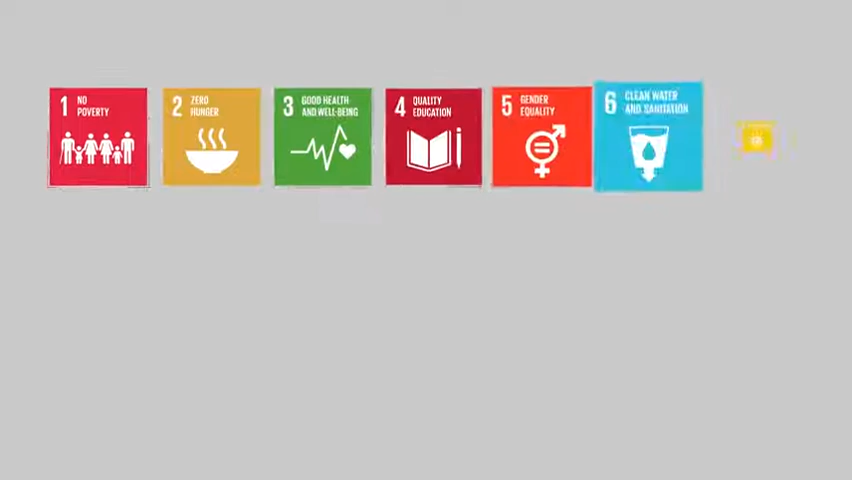 1 NO
POVERTY
2 ZERO
HUNGER
3 GOOD HEALTH
AND WELL-BEING
4 QUALITY
EDUCATION
5 GENDER
EQUALITY
6 CLEAN WATER
AND SANITATION